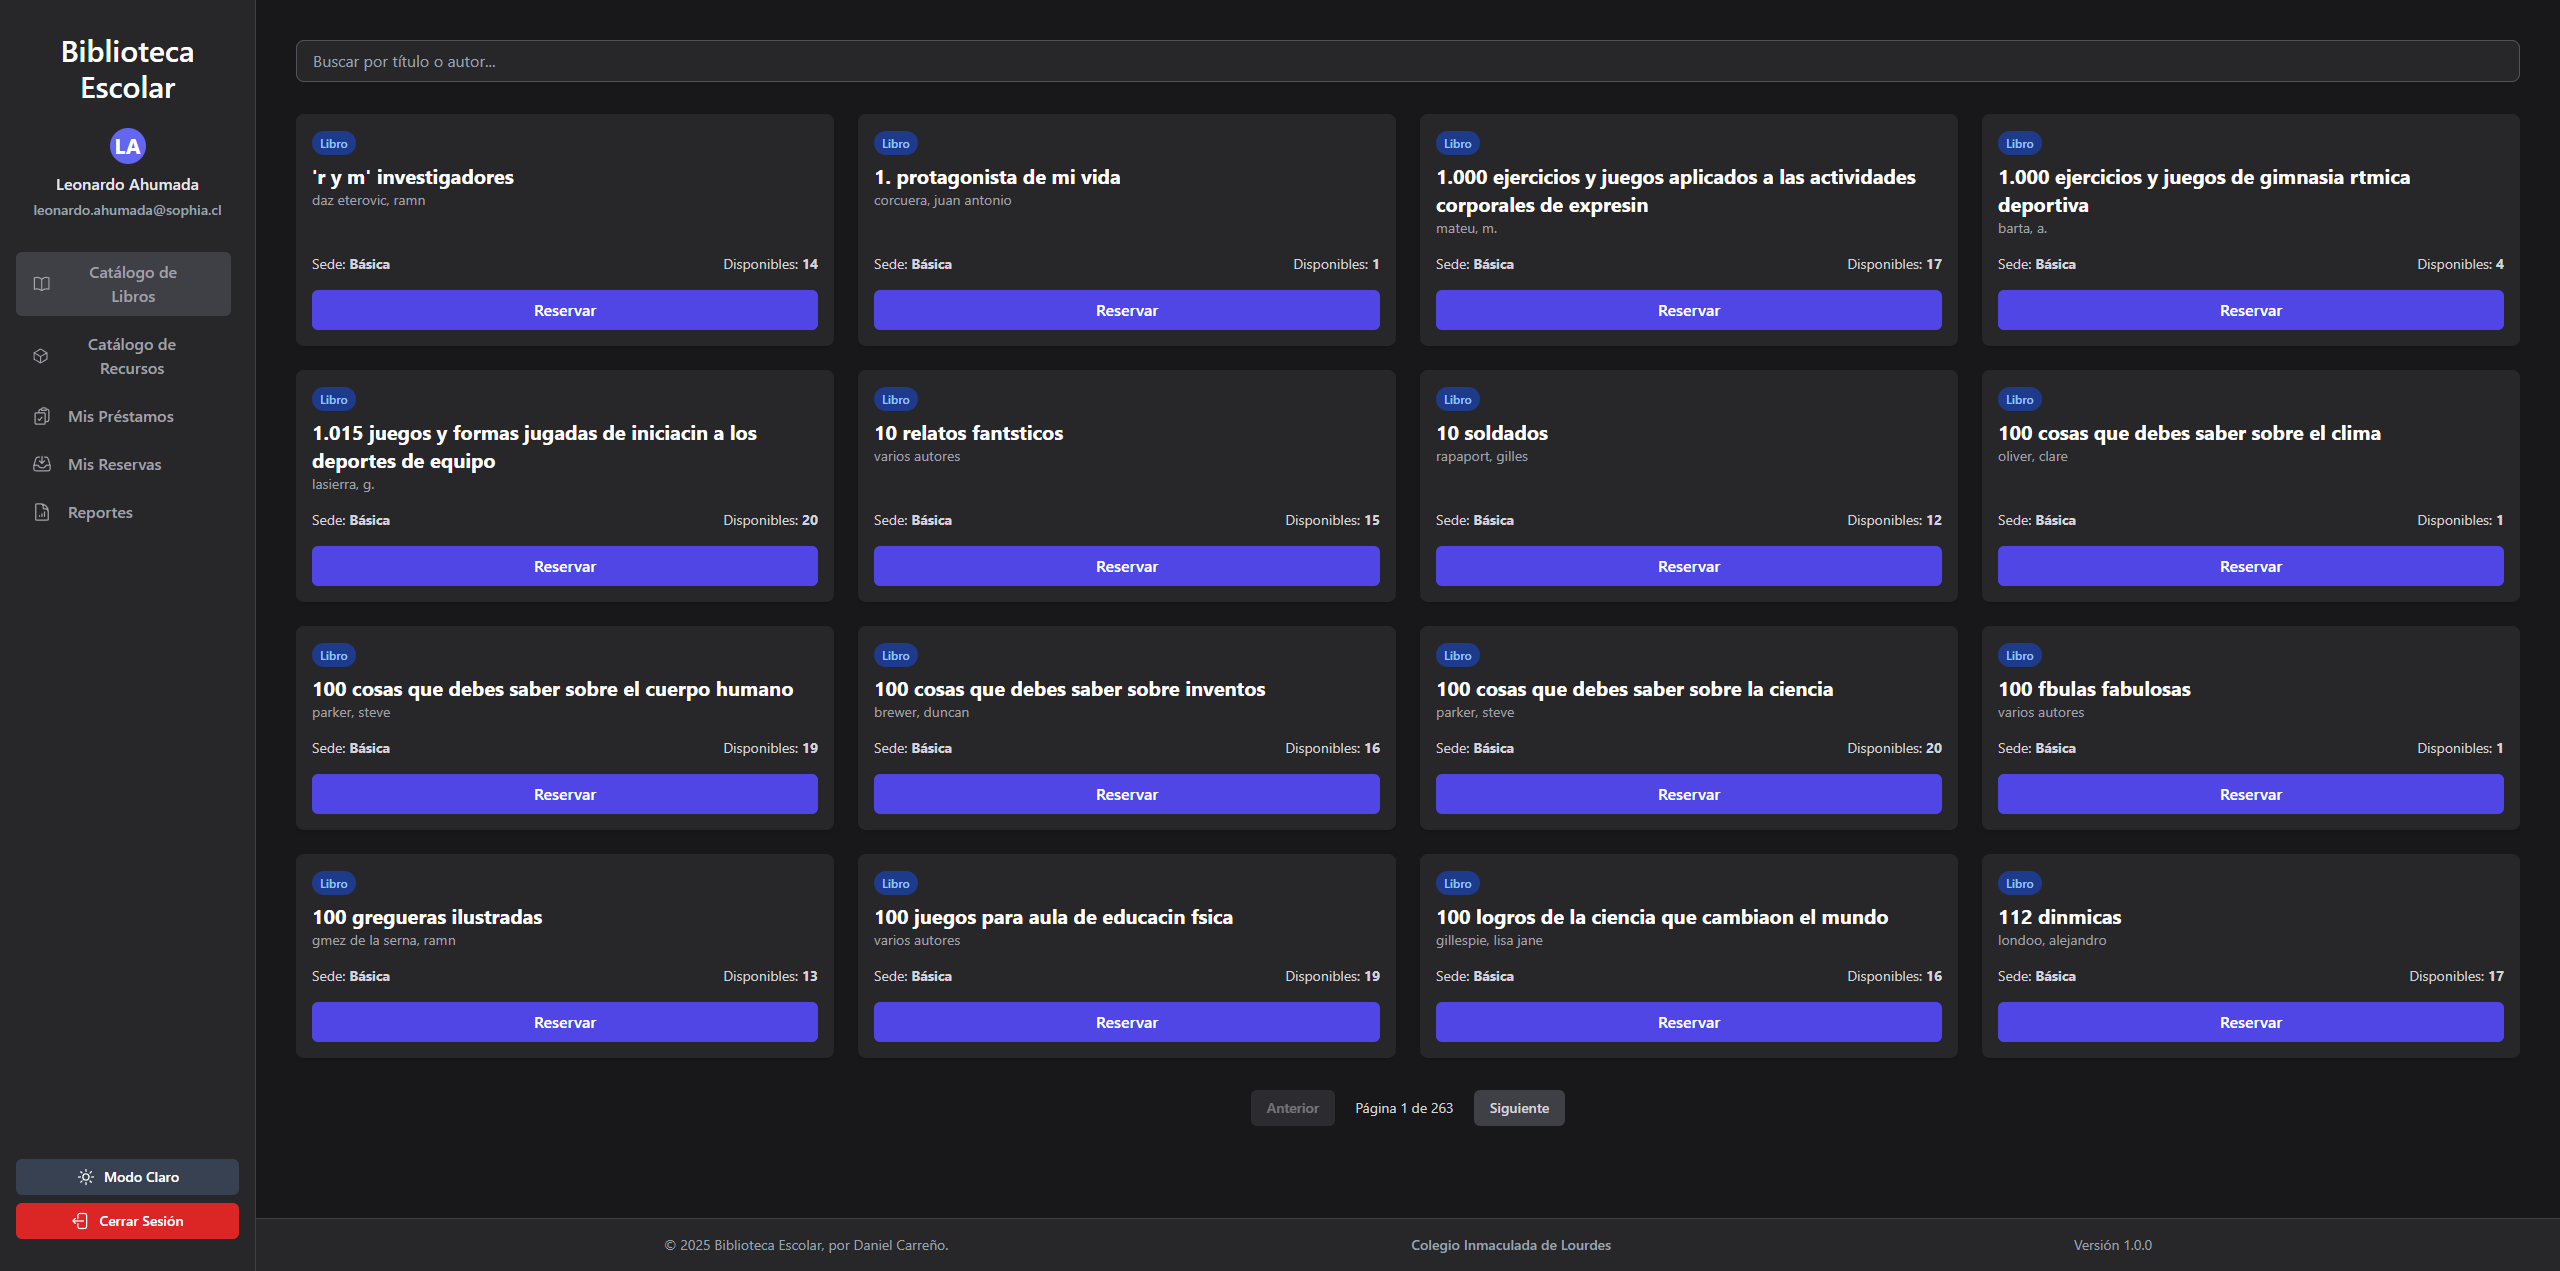 Biblioteca
Escolar
LA
Leonardo Ahumada
leonardo.ahumada@sophia.cl
Catálogo de
Libros
Catálogo de
Recursos
Mis Préstamos
Mis Reservas
Reportes
Modo Claro
Cerrar Sesión
Buscar por título o autor...
Libro
'r y m' investigadores
daz eterovic, ramn
Sede: Básica Disponibles: 14
Reservar
Libro
1. protagonista de mi vida
corcuera, juan antonio
Sede: Básica Disponibles: 1
Reservar
Libro
1.000 ejercicios y juegos aplicados a las actividades
corporales de expresin
mateu, m.
Sede: Básica Disponibles: 17
Reservar
Libro
1.000 ejercicios y juegos de gimnasia rtmica
deportiva
barta, a.
Sede: Básica Disponibles: 4
Reservar
Libro
1.015 juegos y formas jugadas de iniciacin a los
deportes de equipo
lasierra, g.
Sede: Básica Disponibles: 20
Reservar
Libro
10 relatos fantsticos
varios autores
Sede: Básica Disponibles: 15
Reservar
Libro
10 soldados
rapaport, gilles
Sede: Básica Disponibles: 12
Reservar
Libro
100 cosas que debes saber sobre el clima
oliver, clare
Sede: Básica Disponibles: 1
Reservar
Libro
100 cosas que debes saber sobre el cuerpo humano
parker, steve
Sede: Básica Disponibles: 19
Reservar
Libro
100 cosas que debes saber sobre inventos
brewer, duncan
Sede: Básica Disponibles: 16
Reservar
Libro
100 cosas que debes saber sobre la ciencia
parker, steve
Sede: Básica Disponibles: 20
Reservar
Libro
100 fbulas fabulosas
varios autores
Sede: Básica Disponibles: 1
Reservar
Libro
100 gregueras ilustradas
gmez de la serna, ramn
Sede: Básica Disponibles: 13
Reservar
Libro
100 juegos para aula de educacin fsica
varios autores
Sede: Básica Disponibles: 19
Reservar
Libro
100 logros de la ciencia que cambiaon el mundo
gillespie, lisa jane
Sede: Básica Disponibles: 16
Reservar
Libro
112 dinmicas
londoo, alejandro
Sede: Básica Disponibles: 17
Reservar
Anterior Página 1 de 263 Siguiente
© 2025 Biblioteca Escolar, por Daniel Carreño. Colegio Inmaculada de Lourdes Versión 1.0.0